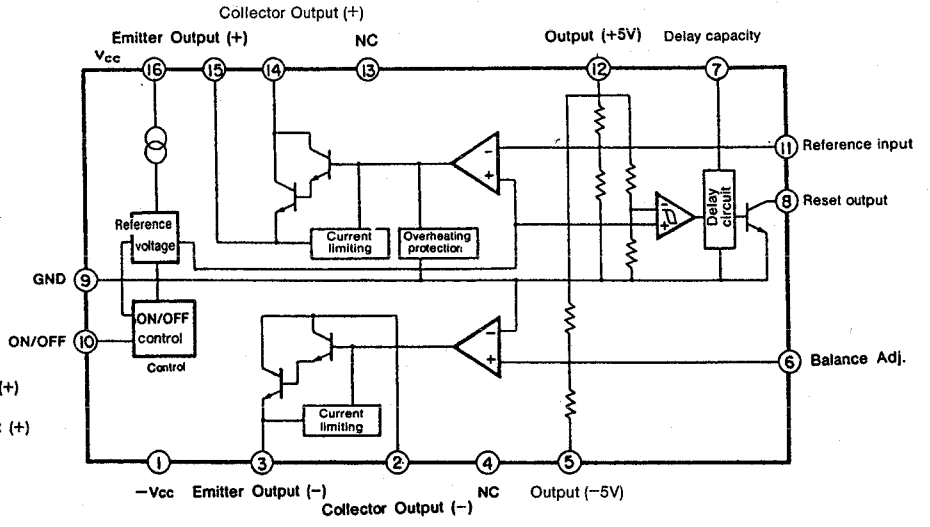 Collector Output (+)
Emitter Output (+)
NC
Output (+5V)
Delay capacity
Vcc
16
15
14
13
12
7
11
Reference input
-
+
8
Reset output
Delay
circuit
-
+
Reference
voltage
Current
limiting
Overheating
protection
GND
9
ON/OFF
control
ON/OFF
10
Control
-
+
6
Balance Adj.
(+)
Current
limiting
(+)
1
3
2
4
5
−Vcc
Emitter Output (−)
NC
Output (−5V)
Collector Output (−)